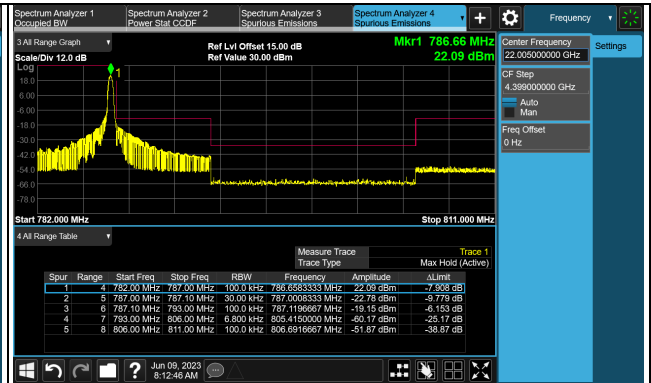 Spectrum Analyzer 1
Occupied BW
Spectrum Analyzer 2
Power Stat CCDF
Spectrum Analyzer 3
Spurious Emissions
Spectrum Analyzer 4
Spurious Emissions
Frequency
3 All Range Graph
Ref Lvl Offset 15.00 dB
Mkr1 786.66 MHz
Scale/Div 12.0 dB
Ref Value 30.00 dBm
22.09 dBm
Log
1
18.0
6.00
-6.00
-18.0
-30.0
-42.0
-54.0
-66.0
-78.0
Start 782.000 MHz
Stop 811.000 MHz
4 All Range Table
Measure Trace Trace 1
Trace Type Max Hold (Active)
Spur Range Start Freq Stop Freq RBW Frequency Amplitude ΔLimit
1 4 782.00 MHz 787.00 MHz 100.0 kHz 786.6583333 MHz 22.09 dBm -7.908 dB
2 5 787.00 MHz 787.10 MHz 30.00 kHz 787.0008333 MHz -22.78 dBm -9.779 dB
3 6 787.10 MHz 793.00 MHz 100.0 kHz 787.1196667 MHz -19.15 dBm -6.153 dB
4 7 793.00 MHz 806.00 MHz 6.800 kHz 805.4150000 MHz -60.17 dBm -25.17 dB
5 8 806.00 MHz 811.00 MHz 100.0 kHz 806.6916667 MHz -51.87 dBm -38.87 dB
Jun 09, 2023
8:12:46 AM
Center Frequency
22.005000000 GHz
Settings
CF Step
4.399000000 GHz
Auto
Man
Freq Offset
0 Hz